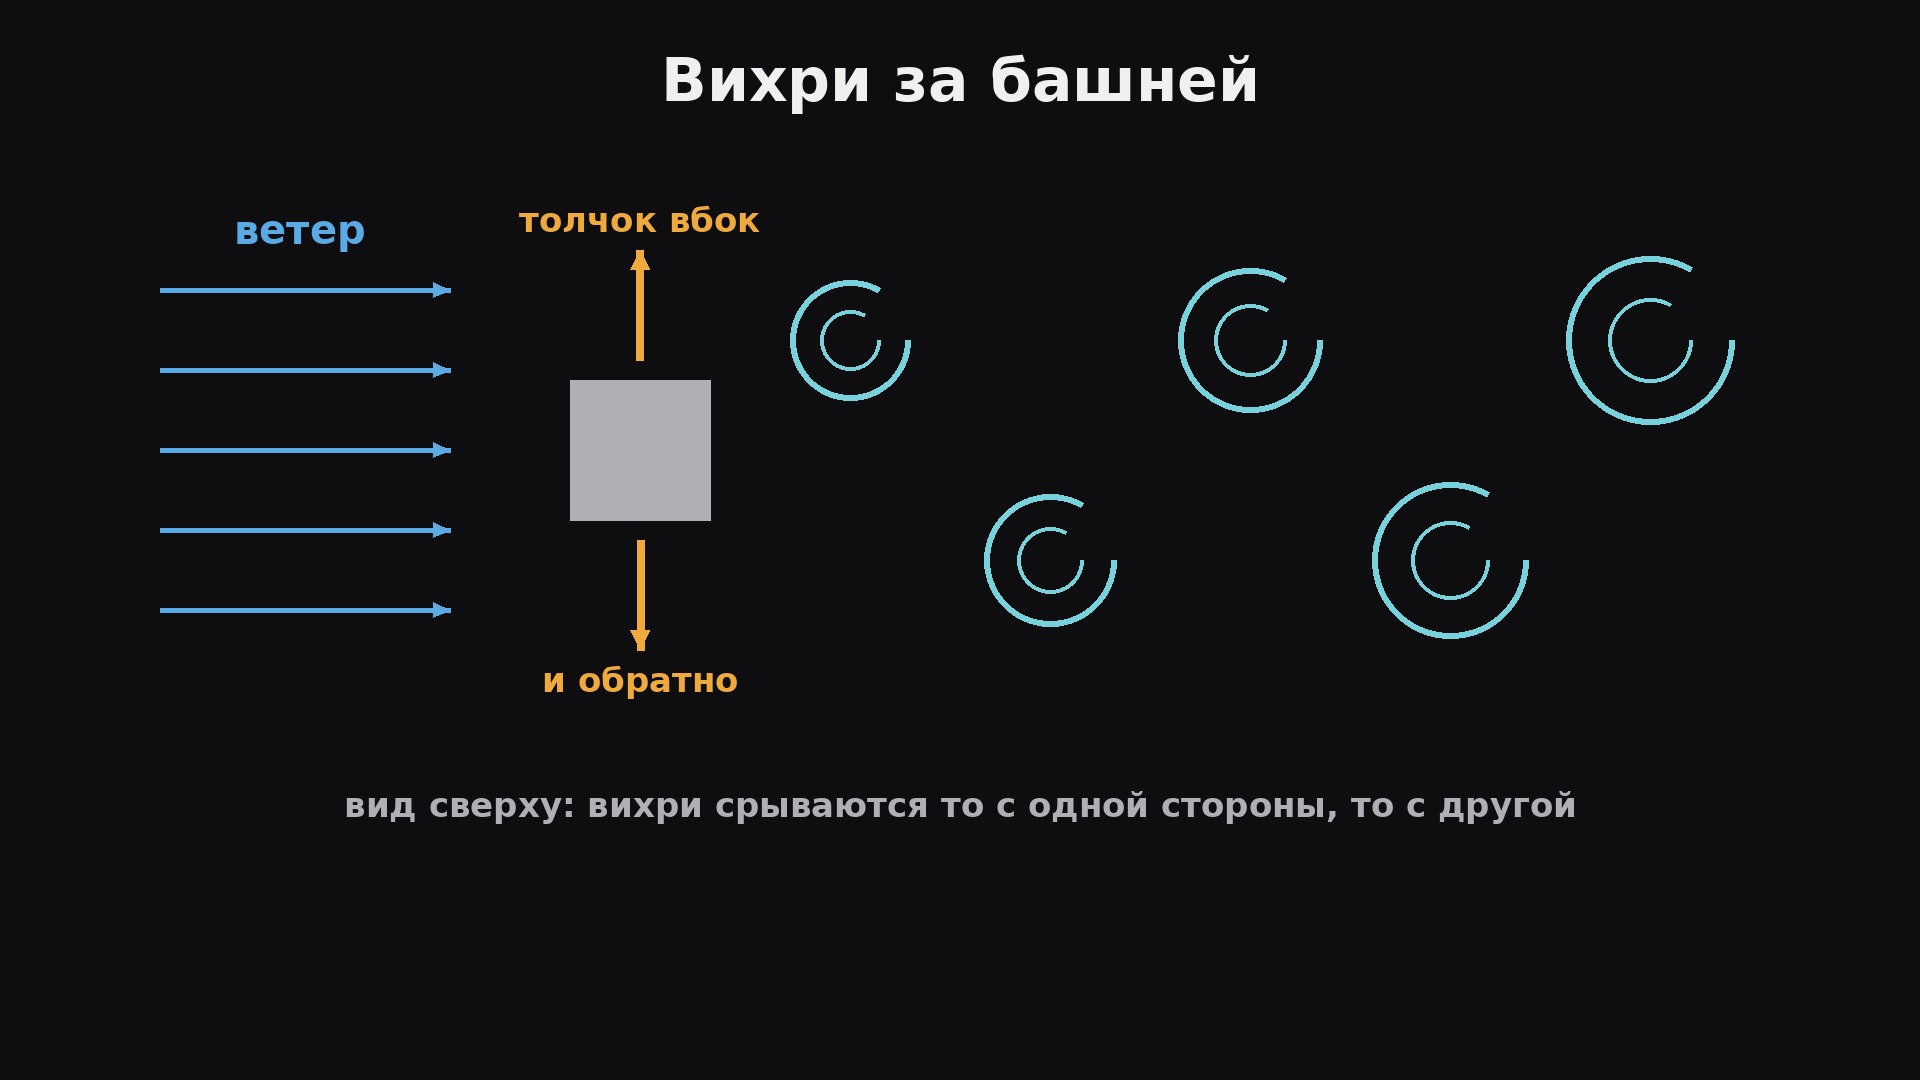 Вихри за башней
ветер
толчок вбок
и обратно
вид сверху: вихри срываются то с одной стороны, то с другой